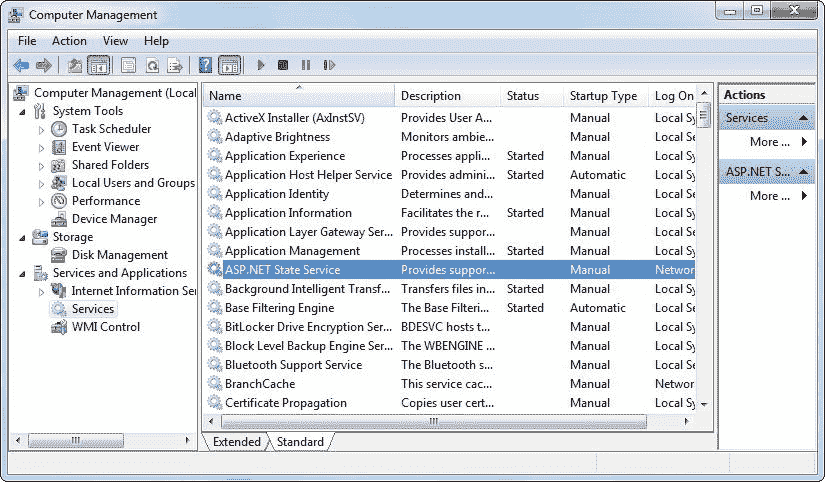 Computer Management
File Action View Help
Computer Management (Local
System Tools
Task Scheduler
Event Viewer
Shared Folders
Local Users and Groups
Performance
Device Manager
Storage
Disk Management
Services and Applications
Internet Information Ser
Services
WMI Control
Name Description Status Startup Type Log On
ActiveX Installer (AxInstSV) Provides User A... Manual Local Sy
Adaptive Brightness Monitors ambie... Manual Local Se
Application Experience Processes appli... Started Manual Local Sy
Application Host Helper Service Provides admini... Started Automatic Local Sy
Application Identity Determines and... Manual Local Se
Application Information Facilitates the r... Started Manual Local Sy
Application Layer Gateway Ser... Provides suppor... Manual Local Se
Application Management Processes install... Started Manual Local Sy
ASP.NET State Service Provides suppor... Manual Networ
Background Intelligent Transf... Transfers files in... Started Manual Local Sy
Base Filtering Engine The Base Filteri... Started Automatic Local Se
BitLocker Drive Encryption Ser... BDESVC hosts t... Manual Local Sy
Block Level Backup Engine Ser... The WBENGINE ... Manual Local Sy
Bluetooth Support Service The Bluetooth s... Manual Local Se
BranchCache This service cac... Manual Networ
Certificate Propagation Copies user cert... Manual Local Sy
Extended Standard
Actions
Services
More ...
ASP.NET S...
More ...